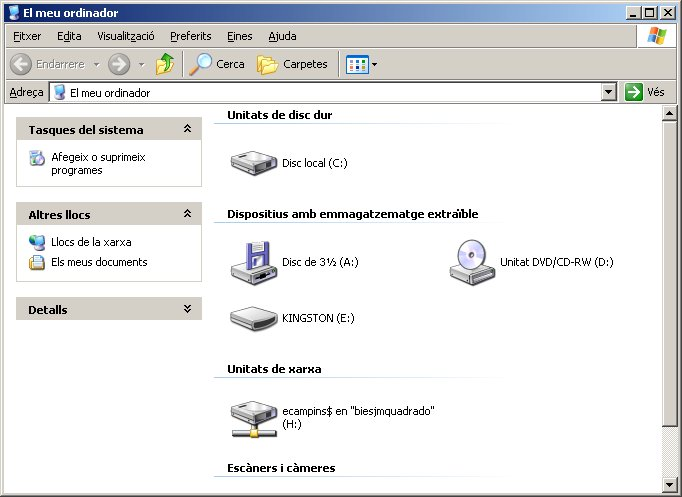 El meu ordinador
Fitxer Edita Visualització Preferits Eines Ajuda
Endarrere Cerca Carpetes
Adreça El meu ordinador Vés
Tasques del sistema
Afegeix o suprimeix
programes
Altres llocs
Llocs de la xarxa
Els meus documents
Detalls
Unitats de disc dur
Disc local (C:)
Dispositius amb emmagatzematge extraïble
Disc de 3½ (A:)
Unitat DVD/CD-RW (D:)
KINGSTON (E:)
Unitats de xarxa
ecampins$ en "biesjmquadrado"
(H:)
Escàners i càmeres